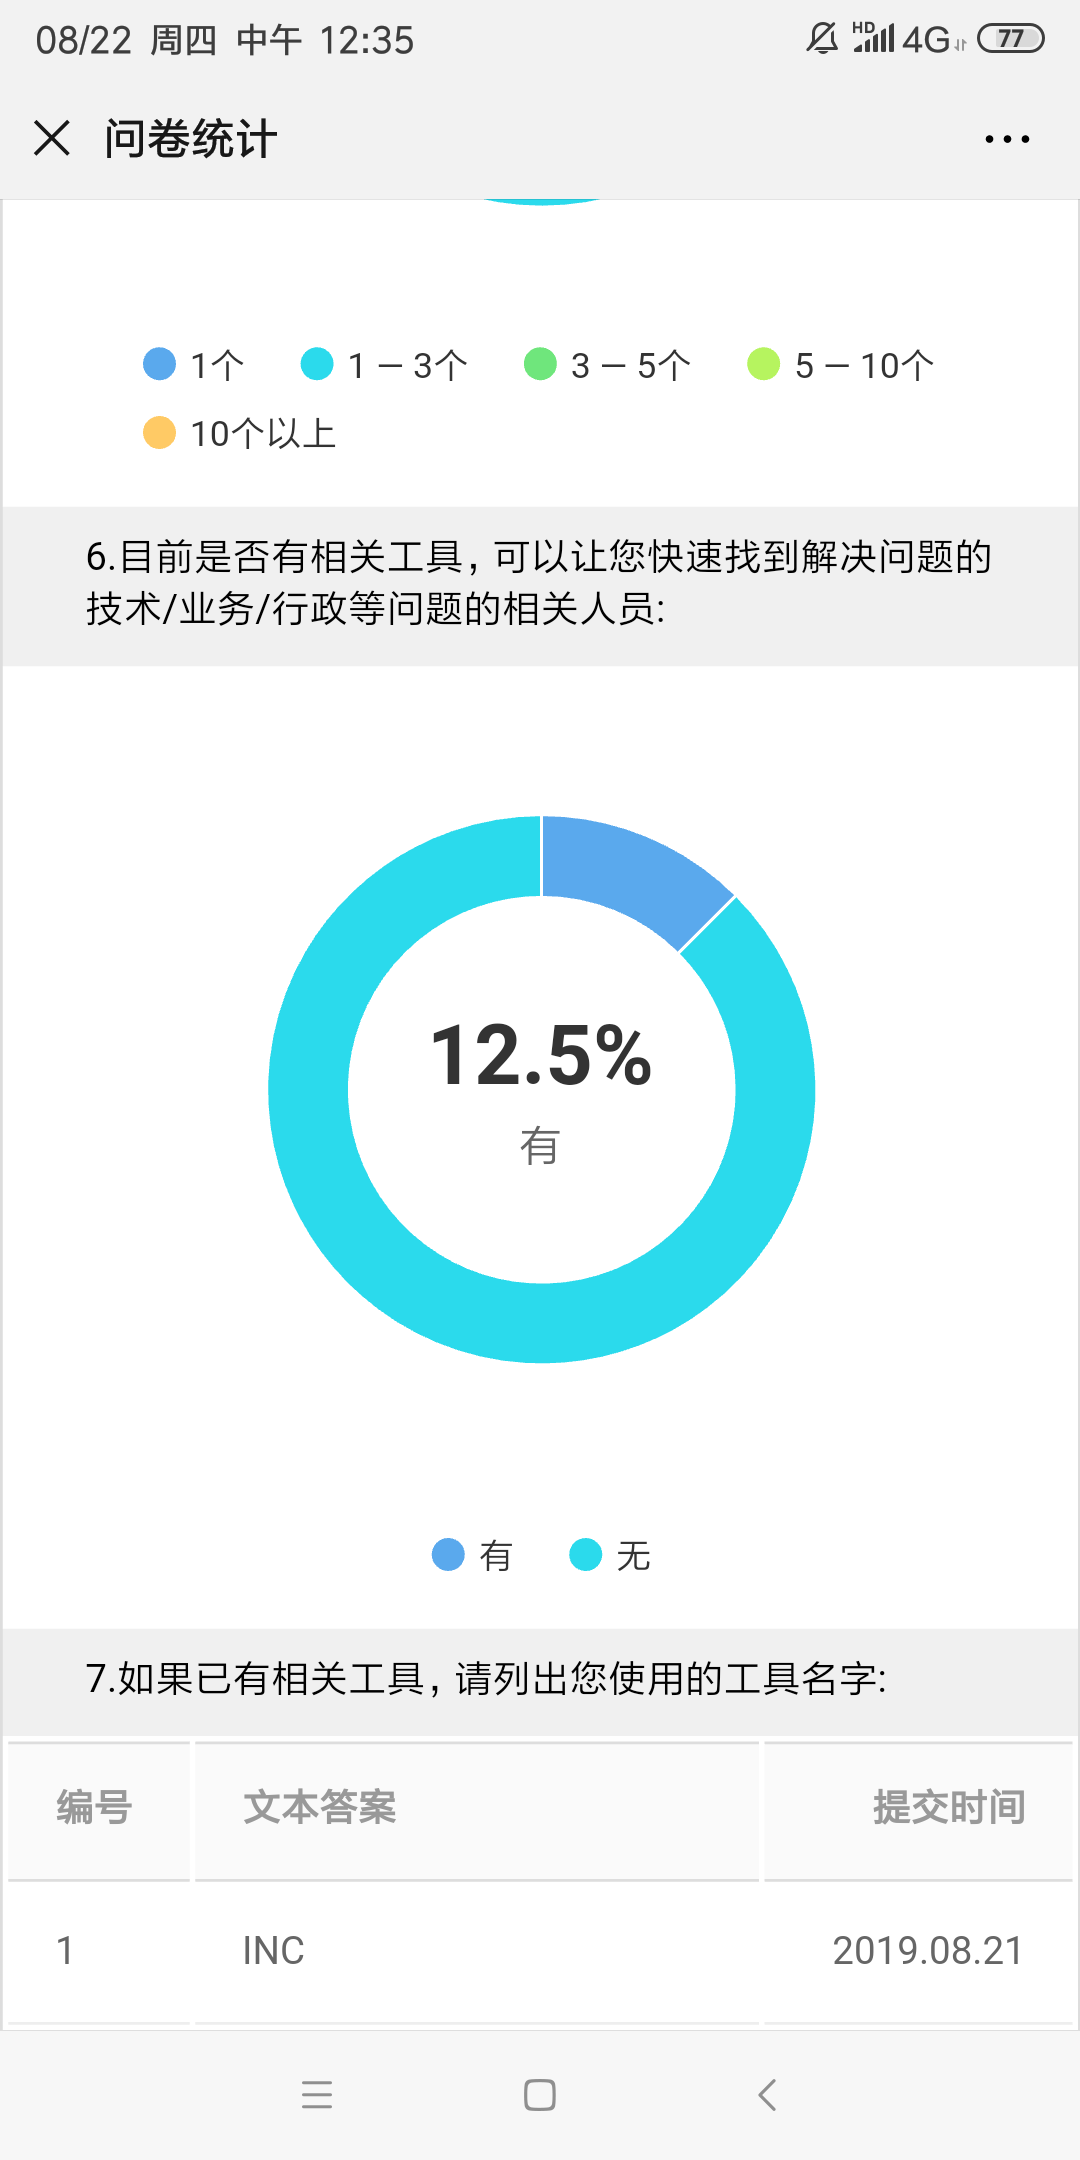 08/22 周四 中午 12:35
HD 4G 77
问卷统计
1个 1 – 3个 3 – 5个 5 – 10个
10个以上
6.目前是否有相关工具，可以让您快速找到解决问题的
技术/业务/行政等问题的相关人员:
12.5%
有
有 无
7.如果已有相关工具，请列出您使用的工具名字:
编号 文本答案 提交时间
1 INC 2019.08.21